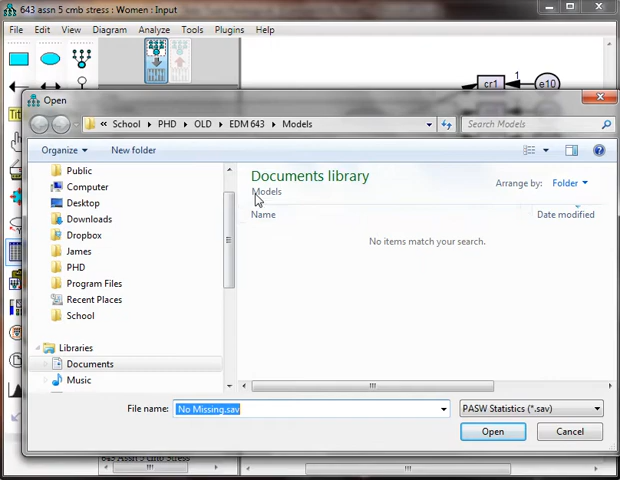 643 assn 5 cmb stress : Women : Input
File Edit View Diagram Analyze Tools Plugins Help
cr1 1 e10
Open
« School PHD OLD EDM 643 Models Search Models
Organize New folder
Public
Computer
Desktop
Downloads
Dropbox
James
PHD
Program Files
Recent Places
School
Libraries
Documents
Music
Documents library
Models
Arrange by: Folder
Name Date modified
No items match your search.
File name: No Missing.sav PASW Statistics (*.sav)
Open Cancel
643 Assn 5 cmb Stress